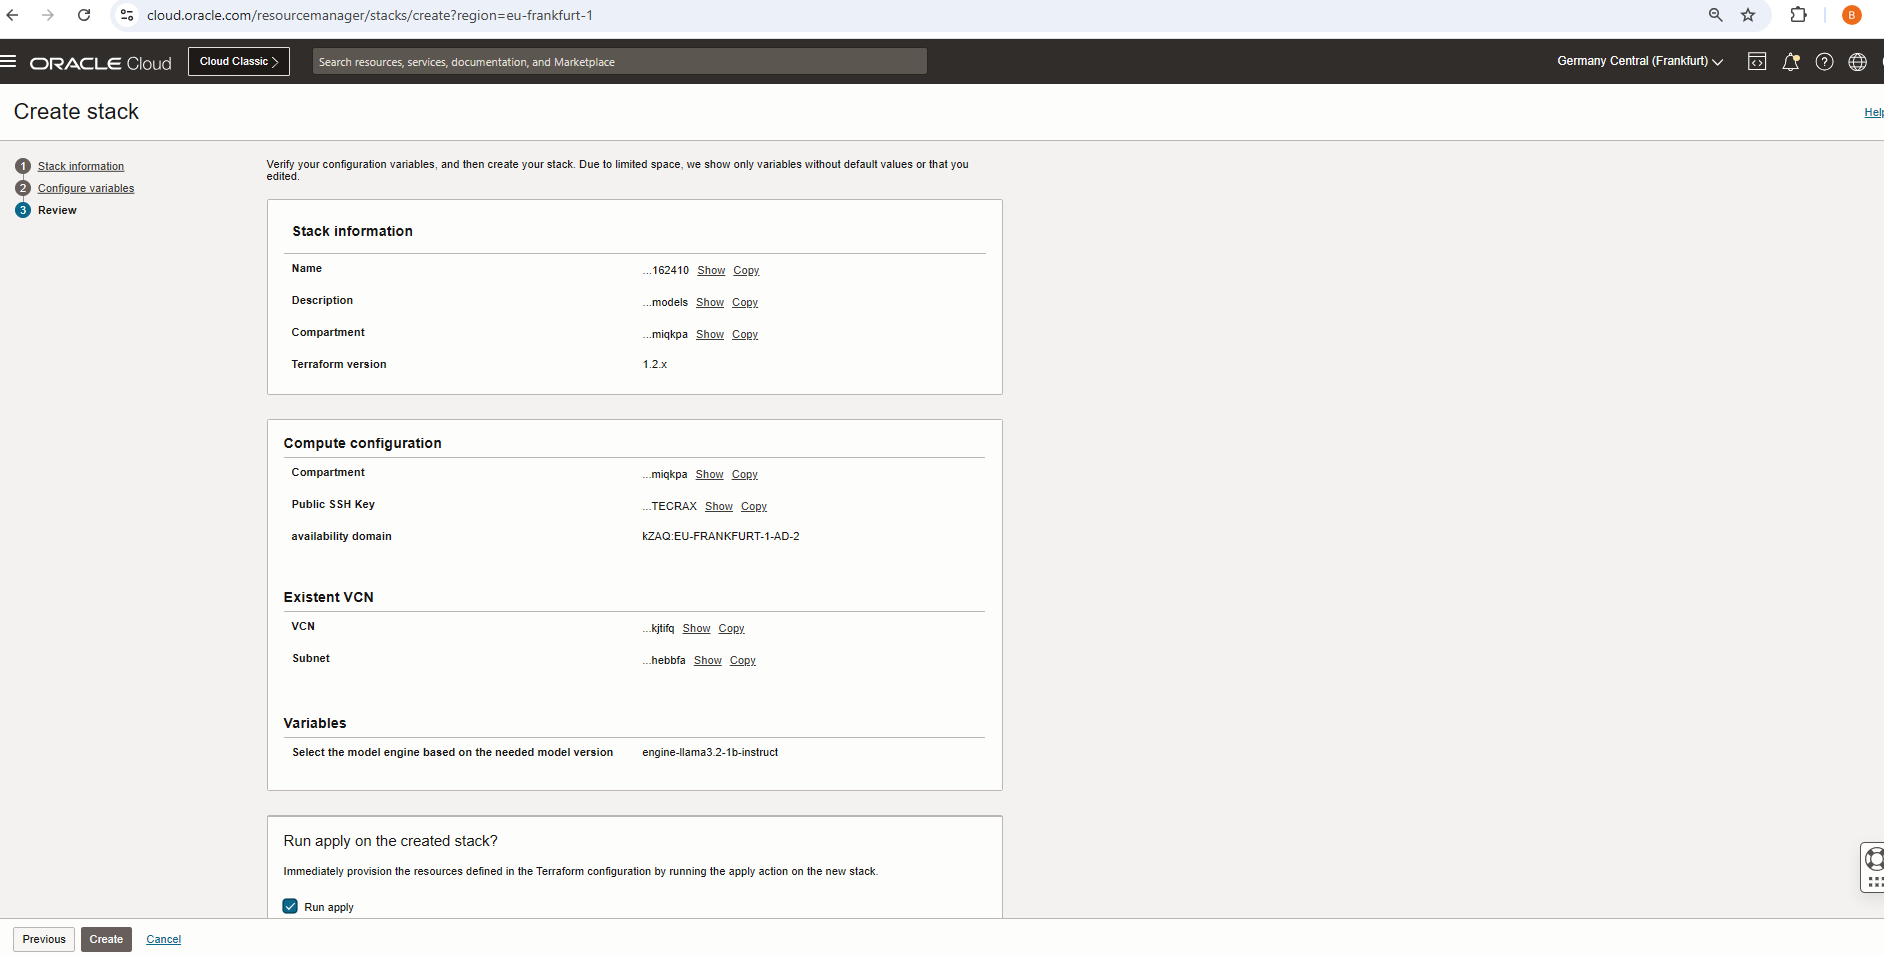 cloud.oracle.com/resourcemanager/stacks/create?region=eu-frankfurt-1
B
ORACLE Cloud
Cloud Classic
Search resources, services, documentation, and Marketplace
Germany Central (Frankfurt)
Create stack
Help
1 Stack information
2 Configure variables
3 Review
Verify your configuration variables, and then create your stack. Due to limited space, we show only variables without default values or that you
edited.
Stack information
Name ...162410 Show Copy
Description ...models Show Copy
Compartment ...miqkpa Show Copy
Terraform version 1.2.x
Compute configuration
Compartment ...miqkpa Show Copy
Public SSH Key ...TECRAX Show Copy
availability domain kZAQ:EU-FRANKFURT-1-AD-2
Existent VCN
VCN ...kjtifq Show Copy
Subnet ...hebbfa Show Copy
Variables
Select the model engine based on the needed model version engine-llama3.2-1b-instruct
Run apply on the created stack?
Immediately provision the resources defined in the Terraform configuration by running the apply action on the new stack.
Run apply
Previous Create Cancel